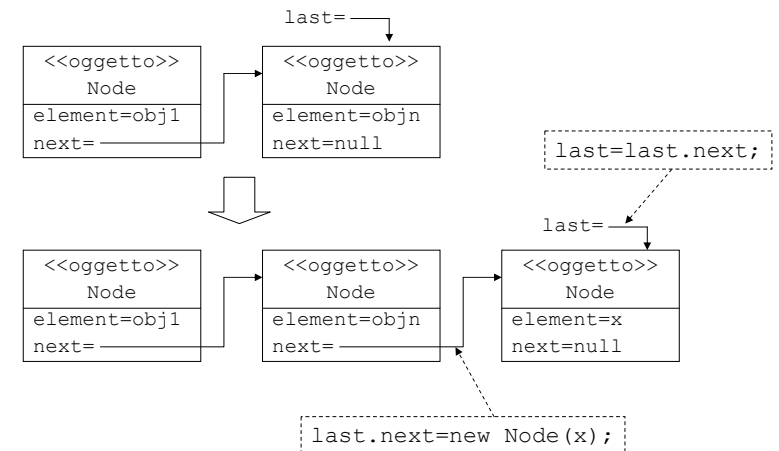 last=
<<oggetto>>
Node
element=obj1
next=
<<oggetto>>
Node
element=objn
next=null
last=last.next;
last=
<<oggetto>>
Node
element=obj1
next=
<<oggetto>>
Node
element=objn
next=
<<oggetto>>
Node
element=x
next=null
last.next=new Node(x);